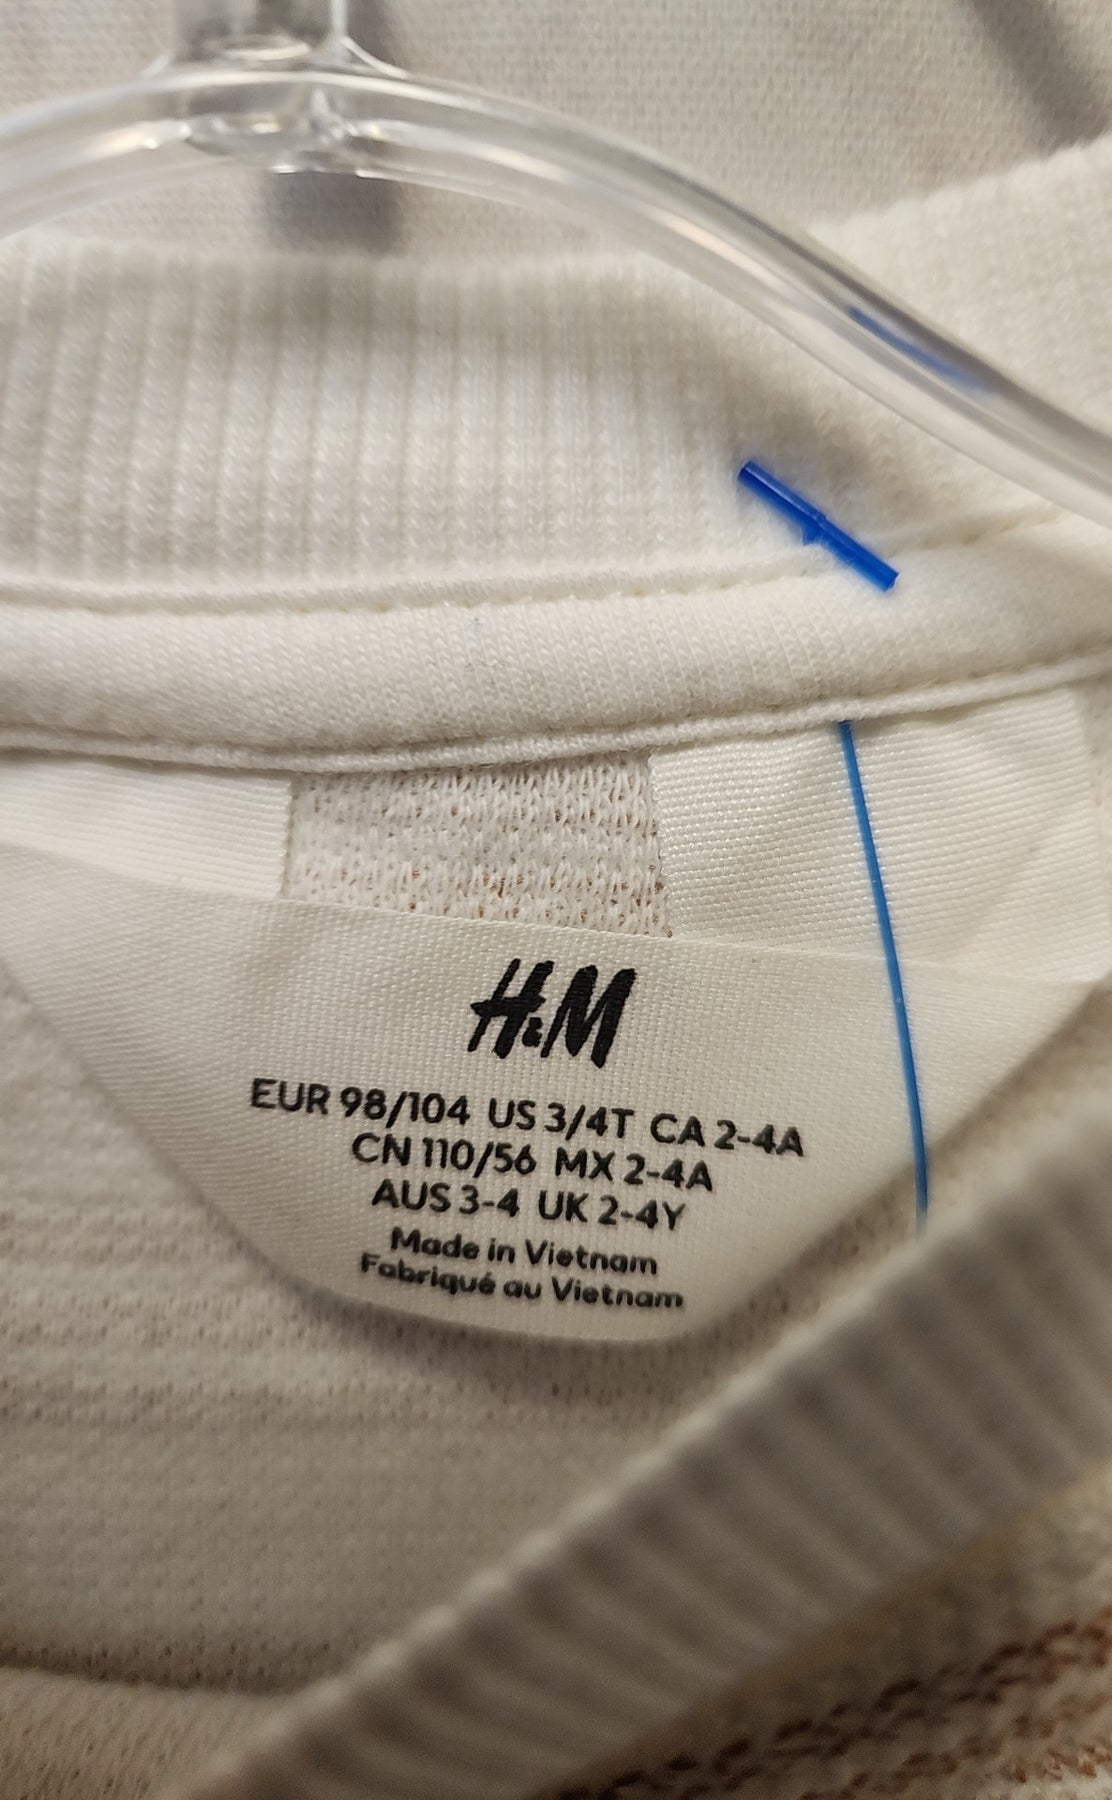 H&M
EUR 98/104 US 3/4T CA 2-4A
CN 110/56 MX 2-4A
AUS 3-4 UK 2-4Y
Made in Vietnam
Fabriqué au Vietnam